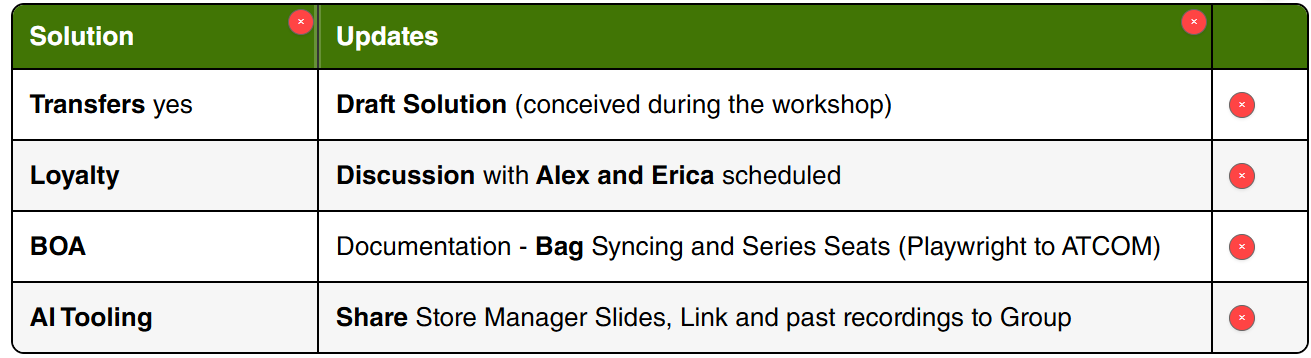 Solution Updates
Transfers yes Draft Solution (conceived during the workshop)
Loyalty Discussion with Alex and Erica scheduled
BOA Documentation - Bag Syncing and Series Seats (Playwright to ATCOM)
AI Tooling Share Store Manager Slides, Link and past recordings to Group